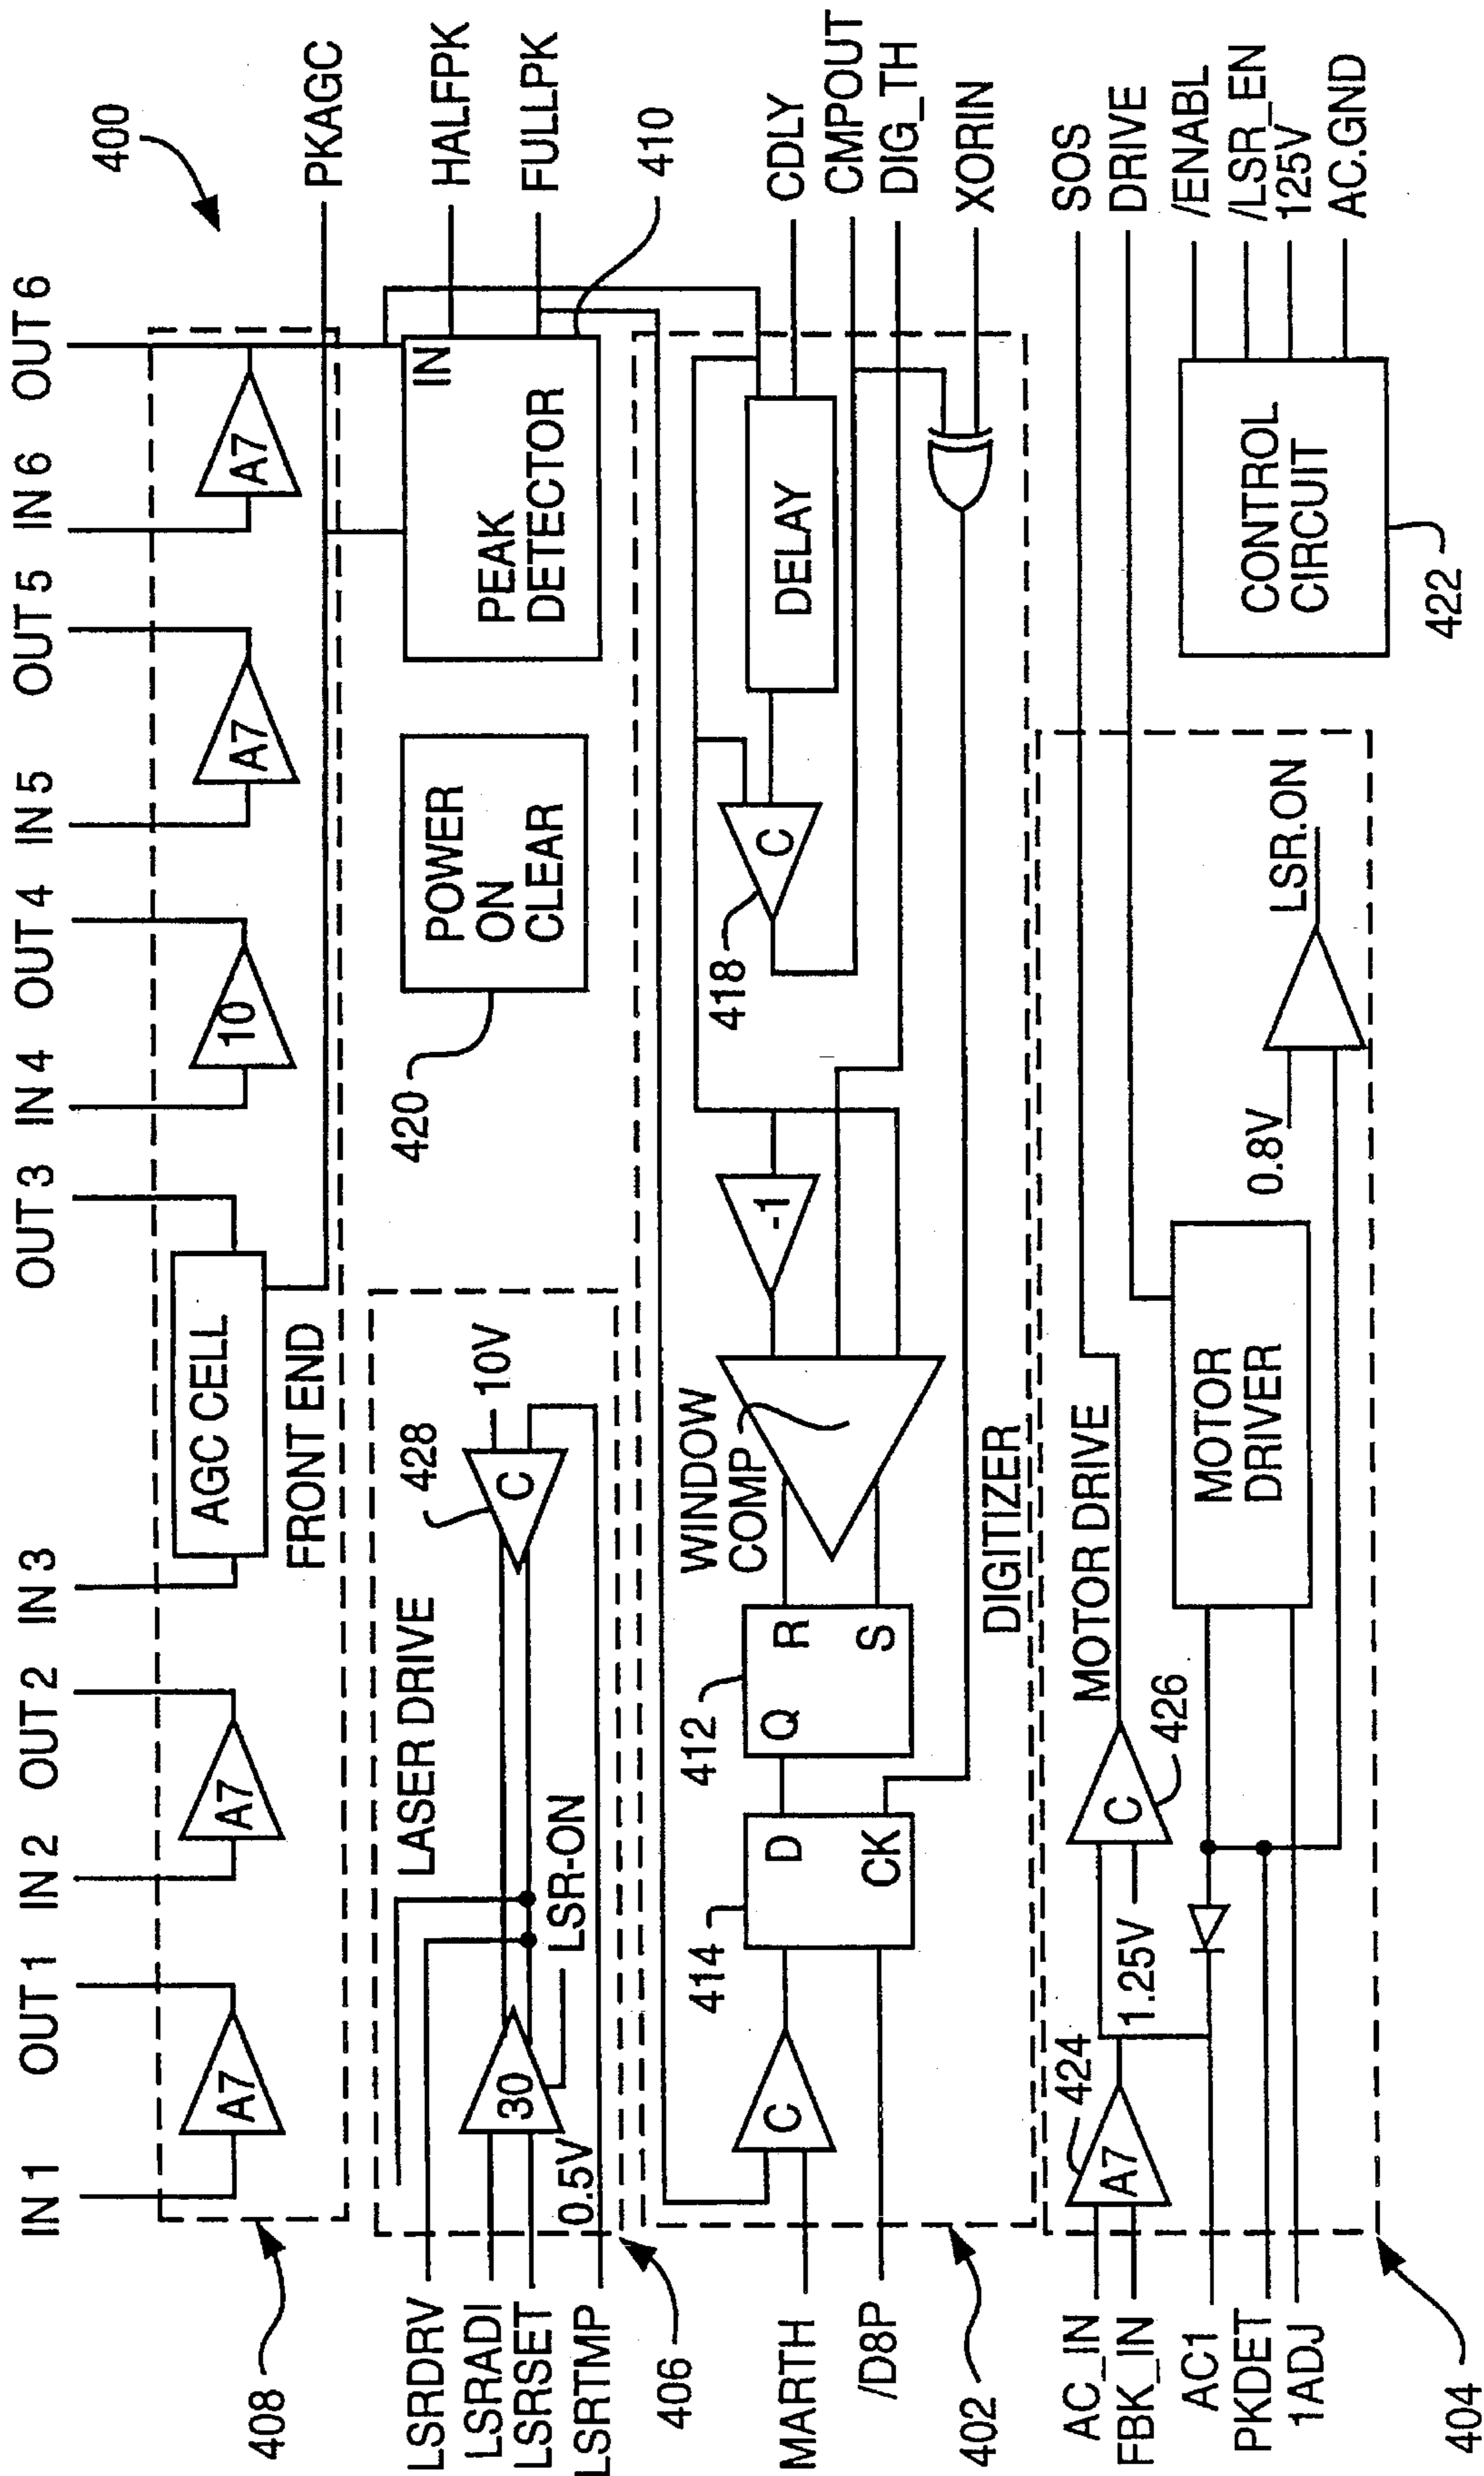 400
IN 1 OUT 1 IN 2 OUT 2 IN 3 OUT 3 IN 4 OUT 4 IN 5 OUT 5 IN 6 OUT 6
A7
A7
AGC CELL
10
A7
A7
FRONT END
408
PKAGC
HALFPK
FULLPK
410
IN
PEAK
DETECTOR
POWER
ON
CLEAR
420
LASER DRIVE
428
C
10V
30
LSR-ON
0.5V
LSRDRV
LSRADI
LSRSET
LSRTMP
406
CDLY
CMPOUT
DIG_TH
XORIN
DELAY
C
418
-1
WINDOW
COMP
DIGITIZER
412
Q
R
S
414
D
CK
C
MARTH
/D8P
402
SOS
DRIVE
MOTOR DRIVE
424
A7
1.25V
C
426
MOTOR
DRIVER
0.8V
LSR.ON
AC_IN
FBK_IN
AC1
PKDET
1ADJ
404
/ENABL
/LSR_EN
125V
AC.GND
CONTROL
CIRCUIT
422